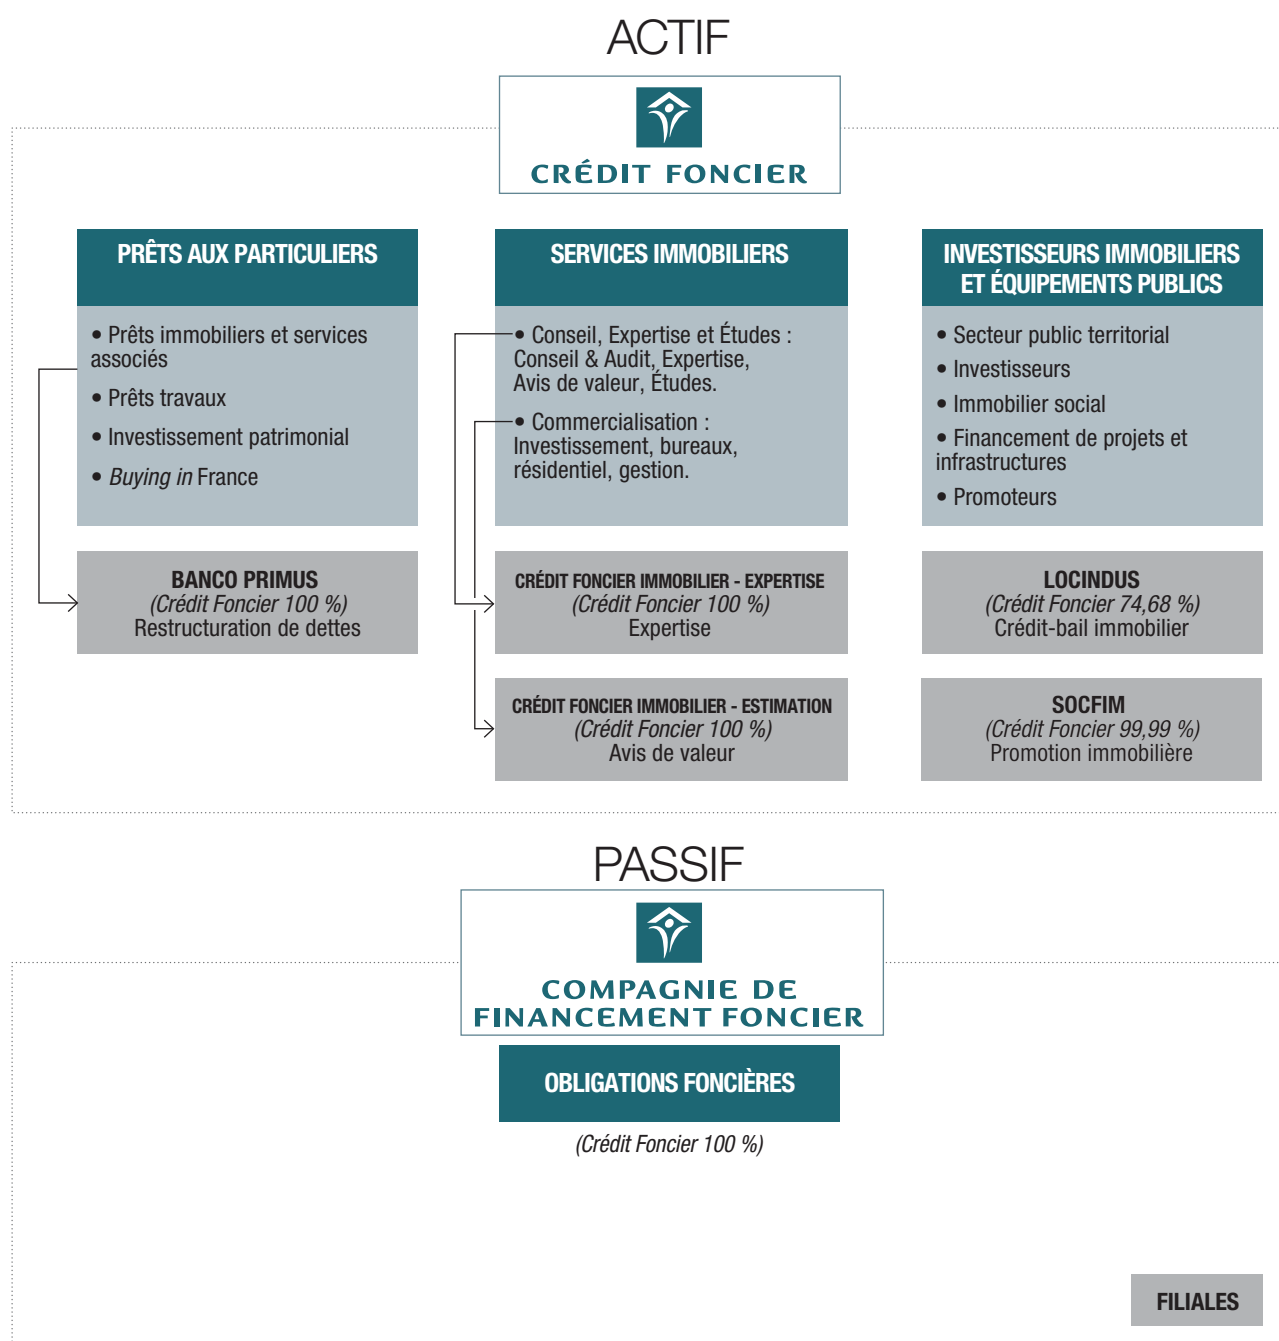 ACTIF
CRÉDIT FONCIER
PRÊTS AUX PARTICULIERS
• Prêts immobiliers et services
associés
• Prêts travaux
• Investissement patrimonial
• Buying in France
BANCO PRIMUS
(Crédit Foncier 100 %)
Restructuration de dettes
SERVICES IMMOBILIERS
• Conseil, Expertise et Études :
Conseil & Audit, Expertise,
Avis de valeur, Études.
• Commercialisation :
Investissement, bureaux,
résidentiel, gestion.
CRÉDIT FONCIER IMMOBILIER - EXPERTISE
(Crédit Foncier 100 %)
Expertise
CRÉDIT FONCIER IMMOBILIER - ESTIMATION
(Crédit Foncier 100 %)
Avis de valeur
INVESTISSEURS IMMOBILIERS
ET ÉQUIPEMENTS PUBLICS
• Secteur public territorial
• Investisseurs
• Immobilier social
• Financement de projets et
infrastructures
• Promoteurs
LOCINDUS
(Crédit Foncier 74,68 %)
Crédit-bail immobilier
SOCFIM
(Crédit Foncier 99,99 %)
Promotion immobilière
PASSIF
COMPAGNIE DE
FINANCEMENT FONCIER
OBLIGATIONS FONCIÈRES
(Crédit Foncier 100 %)
FILIALES